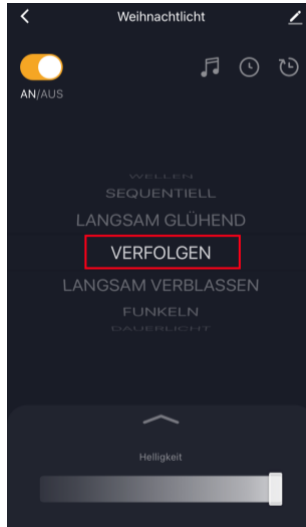 Weihnachtlicht
AN/AUS
WELLEN
SEQUENTIELL
LANGSAM GLÜHEND
VERFOLGEN
LANGSAM VERBLASSEN
FUNKELN
DAUERLICHT
Helligkeit